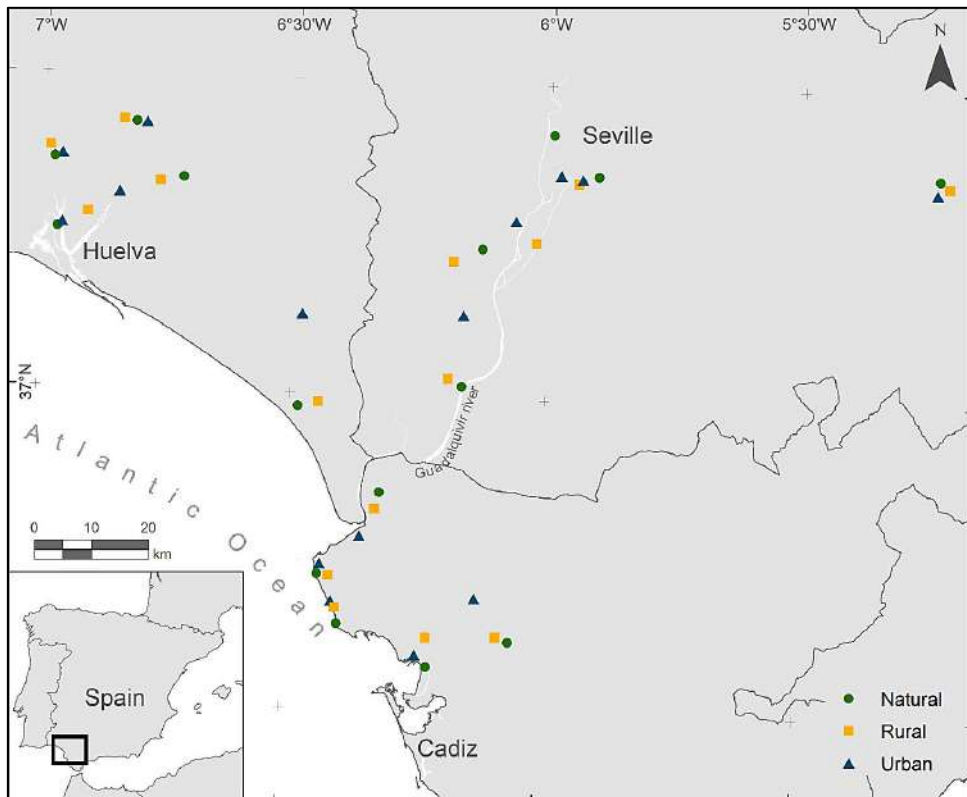 7°W
6°30'W
6°W
5°30'W
N
Seville
Huelva
37°N
Guadalquivir river
Atlantic Ocean
0 10 20
km
Spain
Cadiz
Natural
Rural
Urban